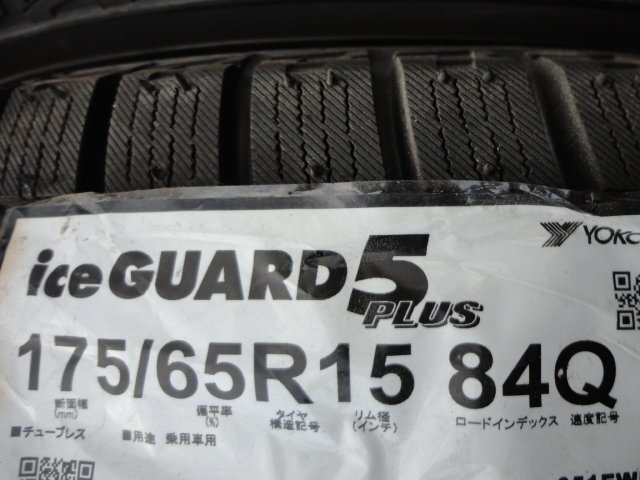 YOKO
iceGUARD5
PLUS
175/65R15 84Q
断面幅 (mm) 偏平率 (%) タイヤ 構造記号 リム径 (インチ) ロードインデックス 速度記号
■チューブレス ■用途 乗用車用